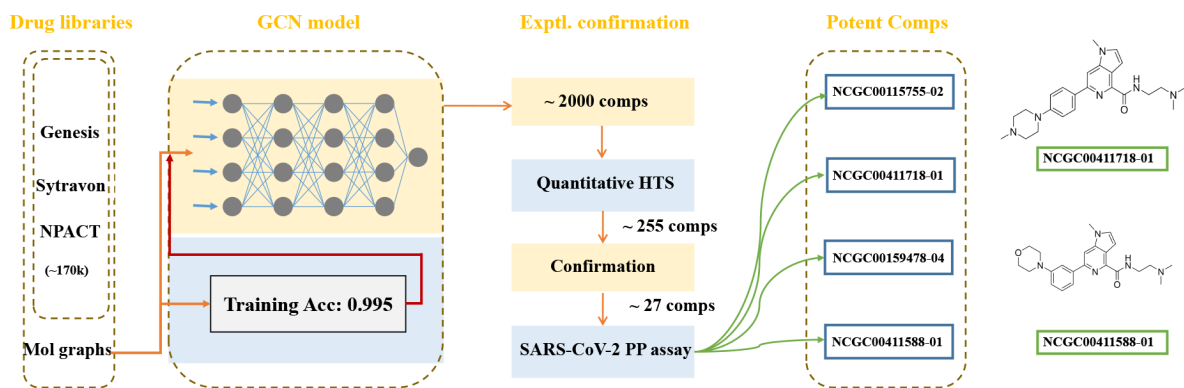 Drug libraries
GCN model
Exptl. confirmation
Potent Comps
Genesis
Sytravon
NPACT
(~170k)
Mol graphs
Training Acc: 0.995
~ 2000 comps
Quantitative HTS
~ 255 comps
Confirmation
~ 27 comps
SARS-CoV-2 PP assay
NCGC00115755-02
NCGC00411718-01
NCGC00159478-04
NCGC00411588-01
N
N
H
N
N
O
N
N
NCGC00411718-01
N
O
N
H
N
N
O
N
NCGC00411588-01